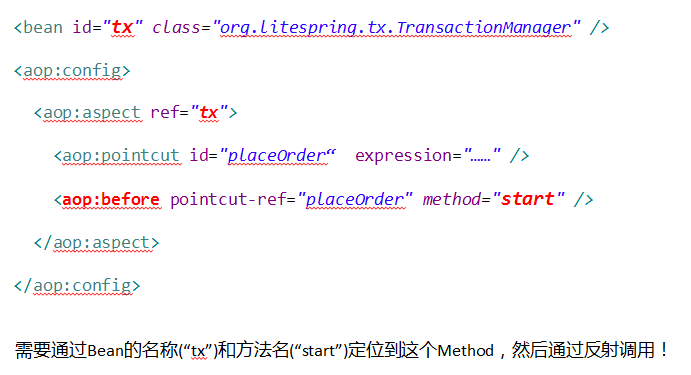 <bean id="tx" class="org.litespring.tx.TransactionManager" />
<aop:config>
<aop:aspect ref="tx">
<aop:pointcut id="placeOrder“ expression="……" />
<aop:before pointcut-ref="placeOrder" method="start" />
</aop:aspect>
</aop:config>
需要通过Bean的名称(“tx”)和方法名(“start”)定位到这个Method，然后通过反射调用！